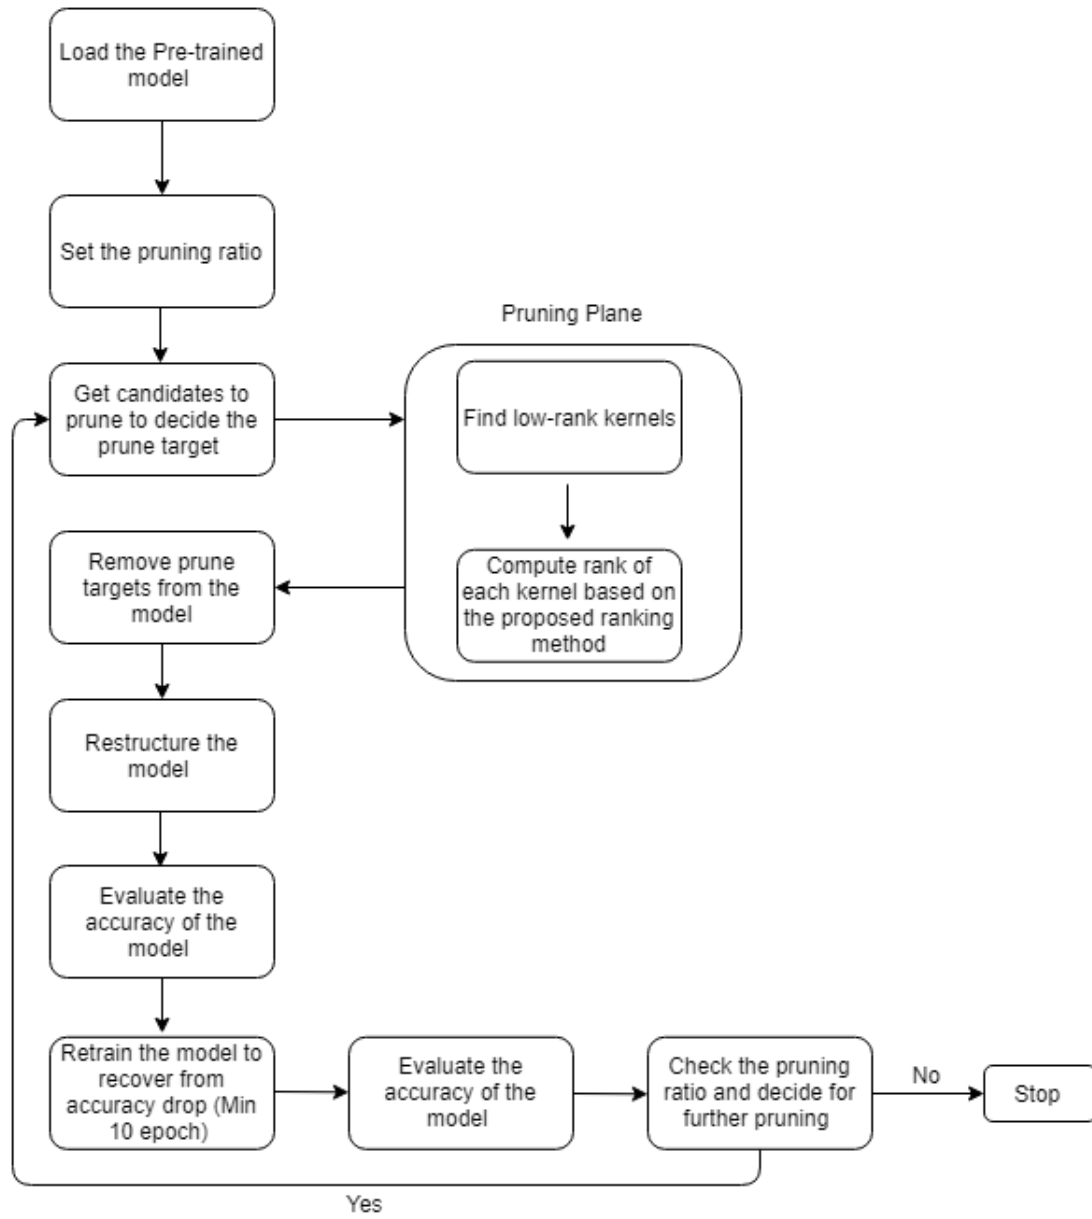 Load the Pre-trained
model
Set the pruning ratio
Pruning Plane
Get candidates to
prune to decide the
prune target
Find low-rank kernels
Compute rank of
each kernel based on
the proposed ranking
method
Remove prune
targets from the
model
Restructure the
model
Evaluate the
accuracy of the
model
Retrain the model to
recover from
accuracy drop (Min
10 epoch)
Evaluate the
accuracy of the
model
Check the pruning
ratio and decide for
further pruning
No
Stop
Yes